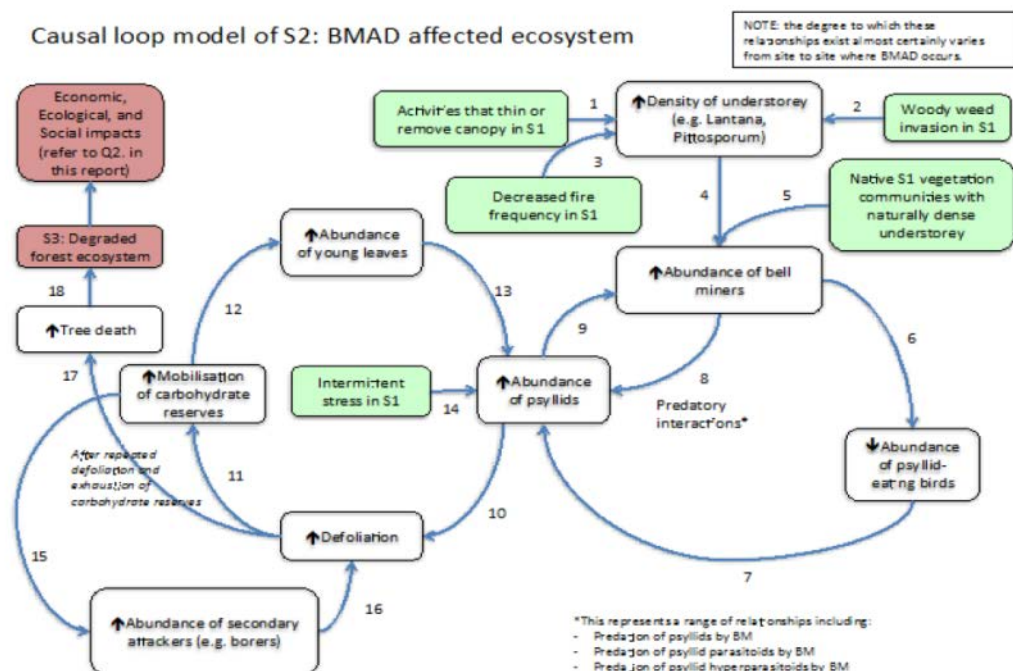 Causal loop model of S2: BMAD affected ecosystem
NOTE: the degree to which these
relationships exist almost certainly varies
from site to site where BMAD occurs.
Economic,
Ecological, and
Social impacts
(refer to Q2. in
this report)
Activities that thin or
remove canopy in S1
1
↑Density of understorey
(e.g. Lantana,
Pittosporum)
2
Woody weed
invasion in S1
3
Decreased fire
frequency in S1
4
5
Native S1 vegetation
communities with
naturally dense
understorey
S3: Degraded
forest ecosystem
↑Abundance
of young leaves
↑Abundance of bell
miners
18
12
13
↑Tree death
9
6
17
↑Mobilisation
of carbohydrate
reserves
Intermittent
stress in S1
14
↑Abundance
of psyllids
8
Predatory
interactions*
↓Abundance
of psyllid-
eating birds
After repeated
defoliation and
exhaustion of
carbohydrate reserves
11
10
15
↑Defoliation
7
16
↑Abundance of secondary
attackers (e.g. borers)
*This represents a range of relationships including:
- Predation of psyllids by BM
- Predation of psyllid parasitoids by BM
- Predation of psyllid hyperparasitoids by BM